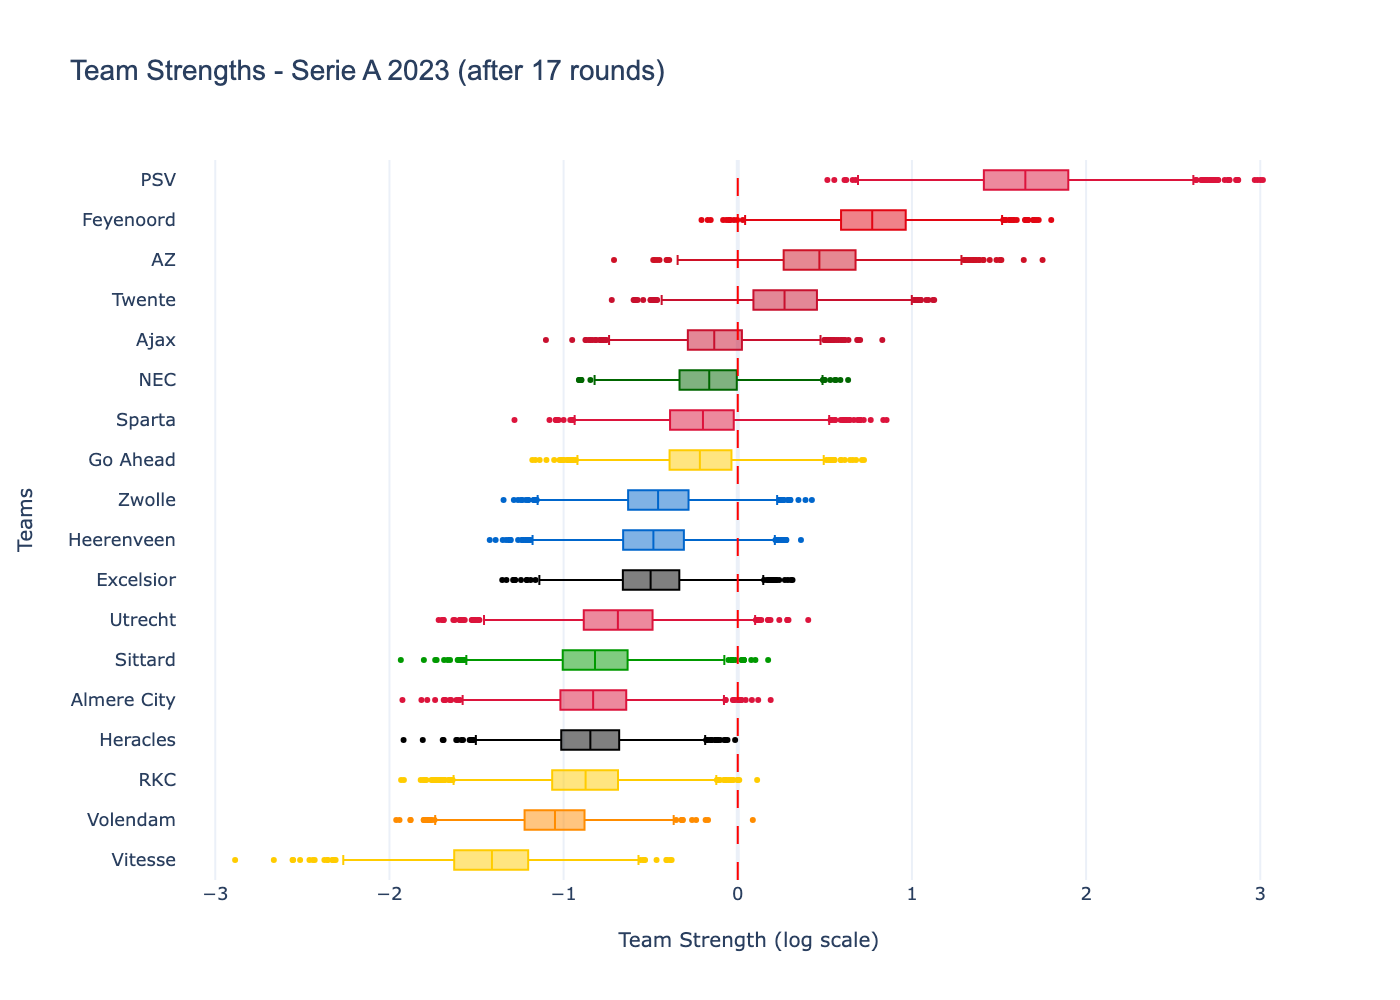 Team Strengths - Serie A 2023 (after 17 rounds)
PSV
Feyenoord
AZ
Twente
Ajax
NEC
Sparta
Go Ahead
Zwolle
Heerenveen
Excelsior
Utrecht
Sittard
Almere City
Heracles
RKC
Volendam
Vitesse
Teams
−3 −2 −1 0 1 2 3
Team Strength (log scale)